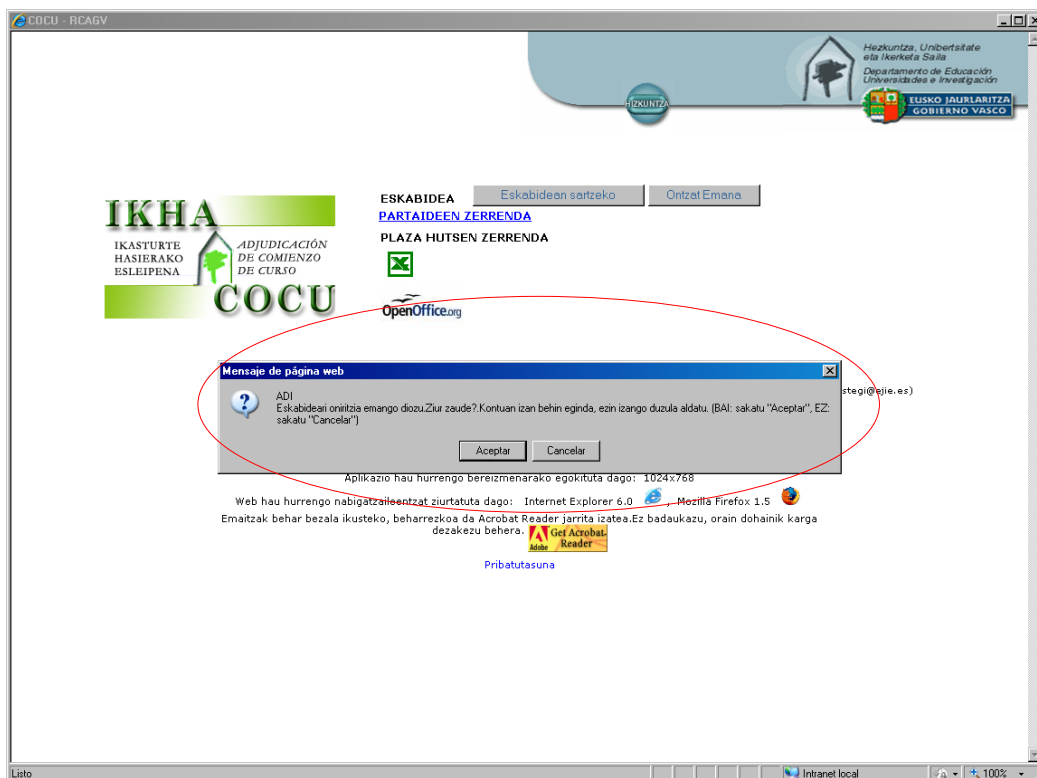 COCU - RCAGV
Hezkuntza, Unibertsitate
eta Ikerketa Saila
Departamento de Educación
Universidades e Investigación
EUSKO JAURLARITZA
GOBIERNO VASCO
HIZKUNTZA
IKHA
IKASTURTE
HASIERAKO
ESLEIPENA
ADJUDICACIÓN
DE COMIENZO
DE CURSO
COCU
ESKABIDEA Eskabidean sartzeko Ontzat Emana
PARTAIDEEN ZERRENDA
PLAZA HUTSEN ZERRENDA
OpenOffice.org
Mensaje de página web
stegi@ejie.es)
ADI
Eskabideari oniritzia emango diozu.Ziur zaude?.Kontuan izan behin eginda, ezin izango duzula aldatu. (BAI: sakatu "Aceptar", EZ:
sakatu "Cancelar")
Aceptar Cancelar
Aplikazio hau hurrengo bereizmenarako egokituta dago: 1024x768
Web hau hurrengo nabigatzaileentzat ziurtatuta dago: Internet Explorer 6.0 , Mozilla Firefox 1.5
Emaitzak behar bezala ikusteko, beharrezkoa da Acrobat Reader jarrita izatea.Ez badaukazu, orain dohainik karga
dezakezu behera.
Get Acrobat
Adobe Reader
Pribatutasuna
Listo Intranet local 100%